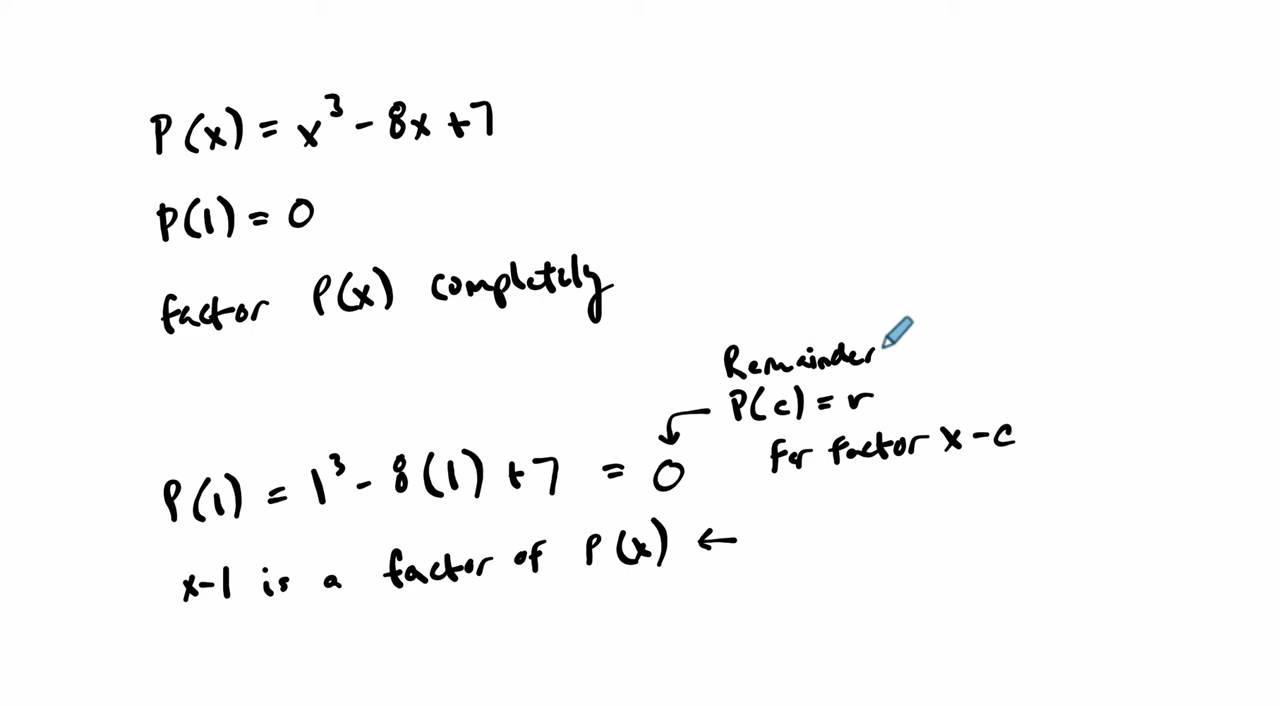 P(x) = x³ - 8x + 7
P(1) = 0
factor P(x) completely
Remainder
P(c) = r
For factor x - c
P(1) = 1³ - 8(1) + 7 = 0
x-1 is a factor of P(x) ←